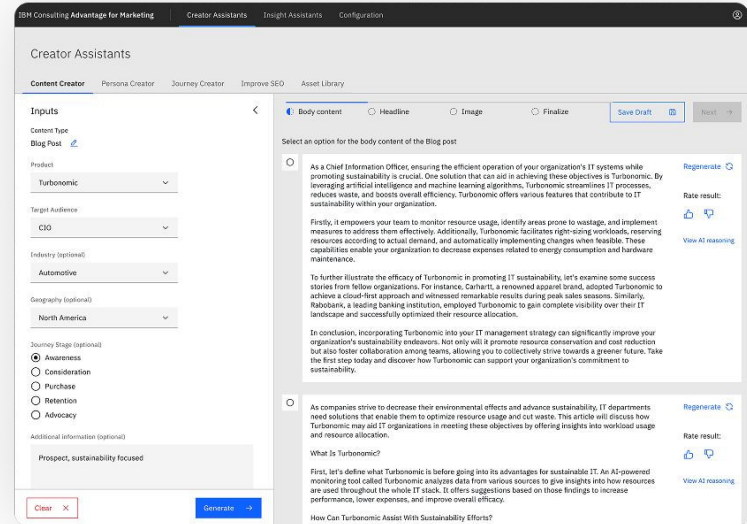 IBM Consulting Advantage for Marketing
Creator Assistants
Insight Assistants
Configuration
Creator Assistants
Content Creator
Persona Creator
Journey Creator
Improve SEO
Asset Library
Inputs
Content Type
Blog Post
Product
Turbonomic
Target Audience
CIO
Industry (optional)
Automotive
Geography (optional)
North America
Journey Stage (optional)
Awareness
Consideration
Purchase
Retention
Advocacy
Additional information (optional)
Prospect, sustainability focused
Clear
Generate
Body content
Headline
Image
Finalize
Save Draft
Next
Select an option for the body content of the Blog post
As a Chief Information Officer, ensuring the efficient operation of your organization's IT systems while
promoting sustainability is crucial. One solution that can aid in achieving these objectives is Turbonomic. By
leveraging artificial intelligence and machine learning algorithms, Turbonomic streamlines IT processes,
reduces waste, and boosts overall efficiency. Turbonomic offers various features that contribute to IT
sustainability within your organization.
Firstly, it empowers your team to monitor resource usage, identify areas prone to wastage, and implement
measures to address them effectively. Additionally, Turbonomic facilitates right-sizing workloads, reserving
resources according to actual demand, and automatically implementing changes when feasible. These
capabilities enable your organization to decrease expenses related to energy consumption and hardware
maintenance.
To further illustrate the efficacy of Turbonomic in promoting IT sustainability, let's examine some success
stories from fellow organizations. For instance, Carhartt, a renowned apparel brand, adopted Turbonomic to
achieve a cloud-first approach and witnessed remarkable results during peak sales seasons. Similarly,
Rabobank, a leading banking institution, employed Turbonomic to gain complete visibility over their IT
landscape and successfully optimized their resource allocation.
In conclusion, incorporating Turbonomic into your IT management strategy can significantly improve your
organization's sustainability endeavors. Not only will it promote resource conservation and cost reduction
but also foster collaboration among teams, allowing you to collectively strive towards a greener future. Take
the first step today and discover how Turbonomic can support your organization's commitment to
sustainability.
Regenerate
Rate result:
View AI reasoning
As companies strive to decrease their environmental effects and advance sustainability, IT departments
need solutions that enable them to optimize resource usage and cut waste. This article will discuss how
Turbonomic may aid IT organizations in meeting these objectives by offering insights into workload usage
and resource allocation.
What Is Turbonomic?
First, let's define what Turbonomic is before going into its advantages for sustainable IT. An AI-powered
monitoring tool called Turbonomic analyzes data from various sources to give insights into how resources
are used throughout the whole IT stack. It offers suggestions based on those findings to increase
performance, lower expenses, and improve overall efficacy.
How Can Turbonomic Assist With Sustainability Efforts?
Regenerate
Rate result:
View AI reasoning